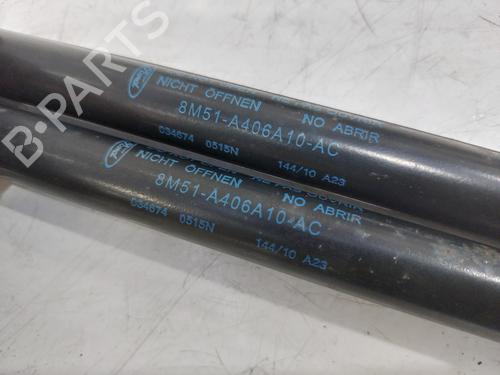 NICHT ÖFFNEN NO ABRIR
8M51-A406A10-AC
034674 0515N 144/10 A23
NICHT ÖFFNEN NO ABRIR
8M51-A406A10-AC
034674 0515N 144/10 A23
B-PARTS